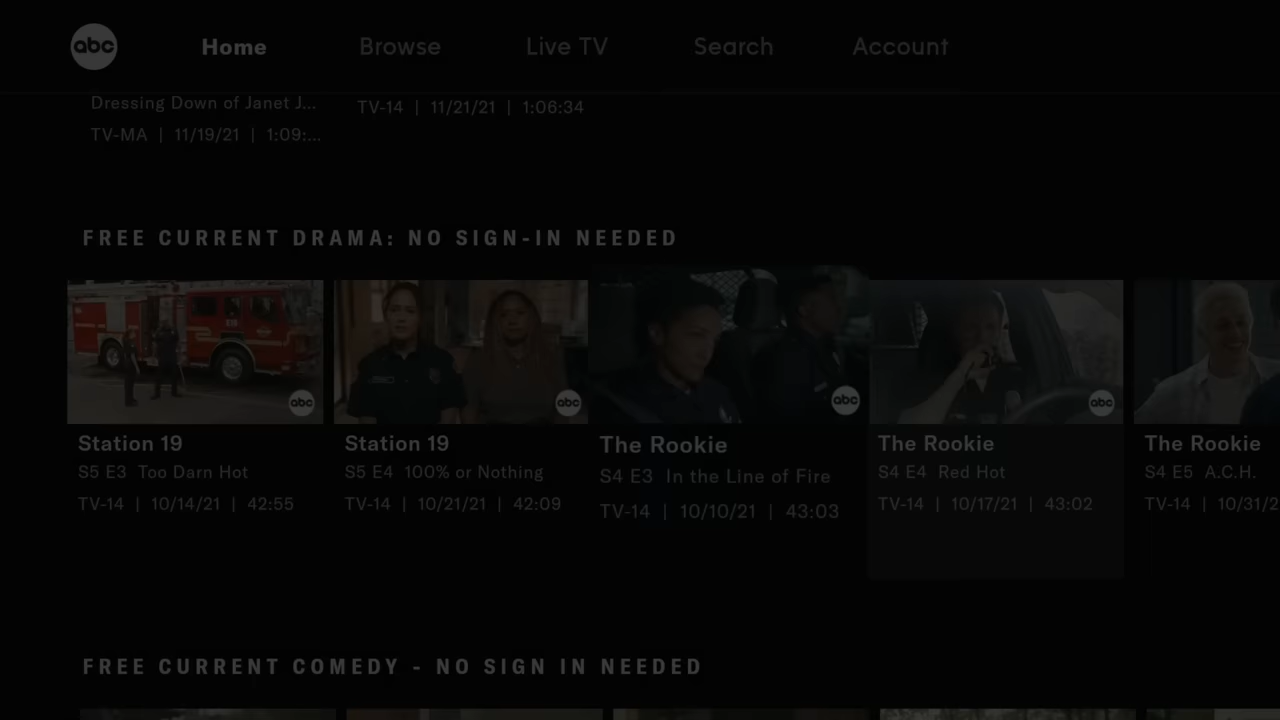 abc
Home
Browse
Live TV
Search
Account
Dressing Down of Janet J...
TV-MA | 11/19/21 | 1:09:...
TV-14 | 11/21/21 | 1:06:34
FREE CURRENT DRAMA: NO SIGN-IN NEEDED
abc
abc
abc
abc
Station 19
S5 E3 Too Darn Hot
TV-14 | 10/14/21 | 42:55
Station 19
S5 E4 100% or Nothing
TV-14 | 10/21/21 | 42:09
The Rookie
S4 E3 In the Line of Fire
TV-14 | 10/10/21 | 43:03
The Rookie
S4 E4 Red Hot
TV-14 | 10/17/21 | 43:02
The Rookie
S4 E5 A.C.H.
TV-14 | 10/31/2
FREE CURRENT COMEDY - NO SIGN IN NEEDED